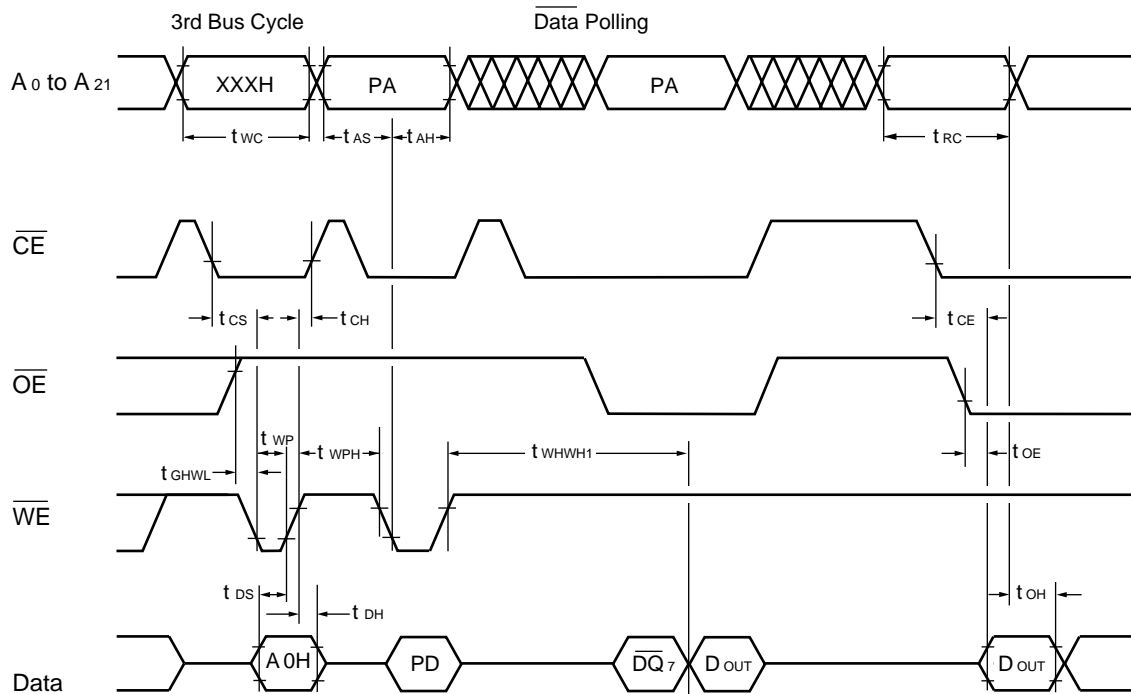 3rd Bus Cycle
Data Polling
A0 to A21
XXXH
PA
PA
tWC
tAS
tAH
tRC
CE
tCS
tCH
tCE
OE
tWP
tGHWL
tWPH
tWHWH1
tOE
WE
tDS
tDH
tOH
Data
A0H
PD
DQ7
DOUT
DOUT